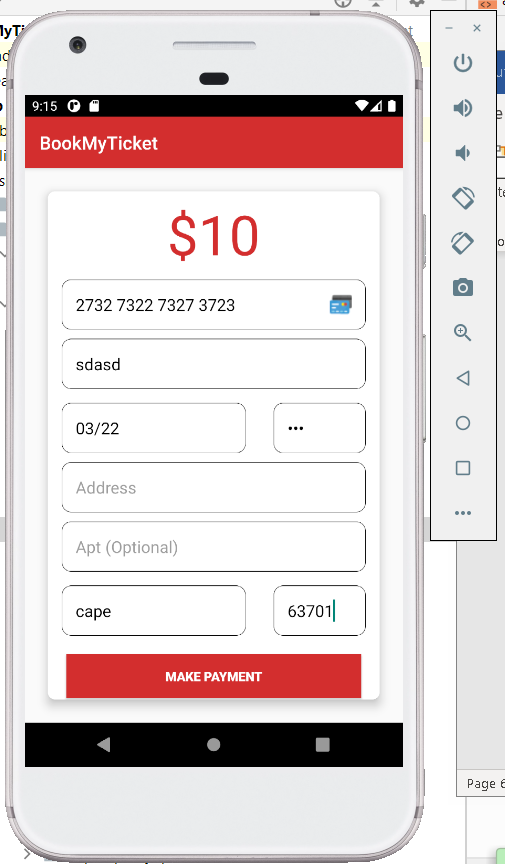 9:15
BookMyTicket
$10
2732 7322 7327 3723
sdasd
03/22 •••
Address
Apt (Optional)
cape 63701
MAKE PAYMENT
Page 6